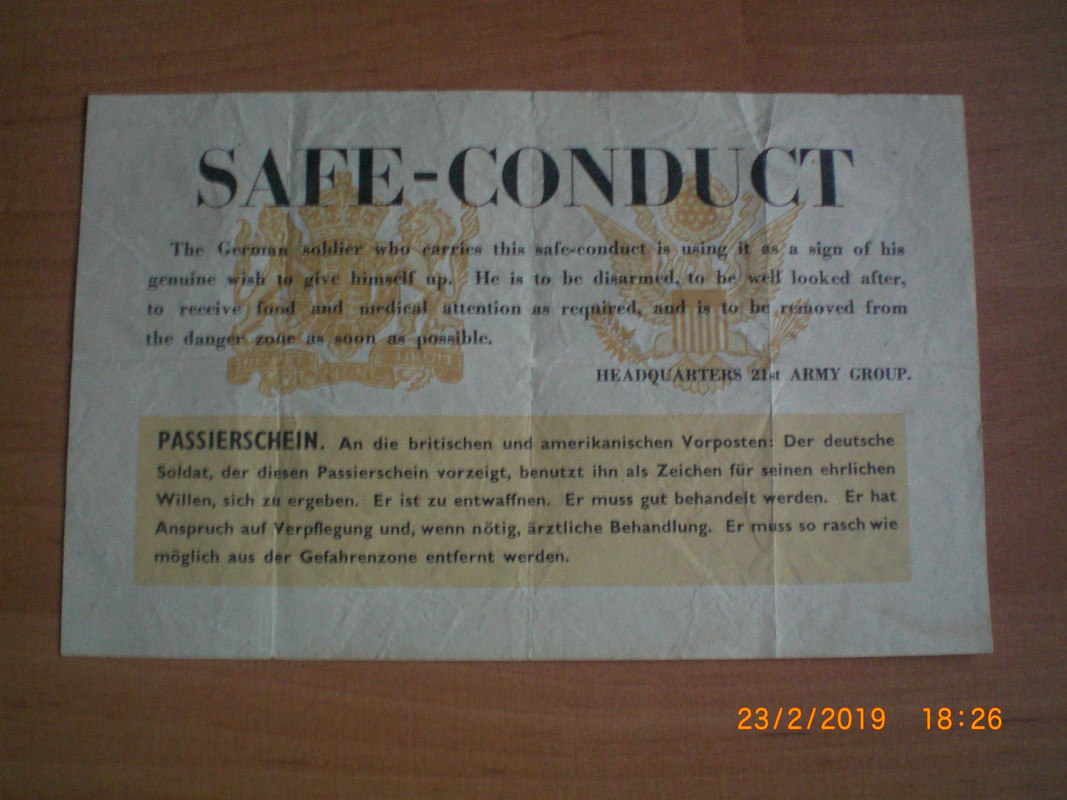 SAFE-CONDUCT
The German soldier who carries this safe-conduct is using it as a sign of his
genuine wish to give himself up. He is to be disarmed, to be well looked after,
to receive food and medical attention as required, and is to be removed from
the danger zone as soon as possible.
HEADQUARTERS 21st ARMY GROUP.
PASSIERSCHEIN. An die britischen und amerikanischen Vorposten: Der deutsche
Soldat, der diesen Passierschein vorzeigt, benutzt ihn als Zeichen für seinen ehrlichen
Willen, sich zu ergeben. Er ist zu entwaffnen. Er muss gut behandelt werden. Er hat
Anspruch auf Verpflegung und, wenn nötig, ärztliche Behandlung. Er muss so rasch wie
möglich aus der Gefahrenzone entfernt werden.
23/2/2019 18:26